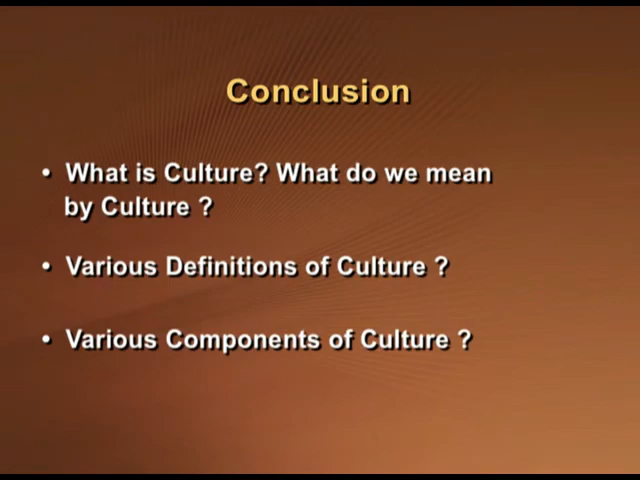 Conclusion
• What is Culture? What do we mean
by Culture ?
• Various Definitions of Culture ?
• Various Components of Culture ?